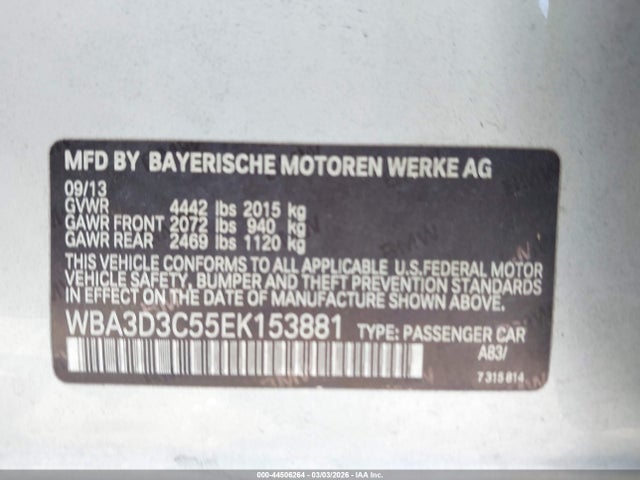 MFD BY BAYERISCHE MOTOREN WERKE AG
09/13
GVWR 4442 lbs 2015 kg
GAWR FRONT 2072 lbs 940 kg
GAWR REAR 2469 lbs 1120 kg
THIS VEHICLE CONFORMS TO ALL APPLICABLE U.S.FEDERAL MOTOR
VEHICLE SAFETY, BUMPER AND THEFT PREVENTION STANDARDS
IN EFFECT ON THE DATE OF MANUFACTURE SHOWN ABOVE.
WBA3D3C55EK153881 TYPE: PASSENGER CAR
A83/
7 315 814
000-44506264 - 03/03/2026 - COPYRIGHT IAA, Inc.